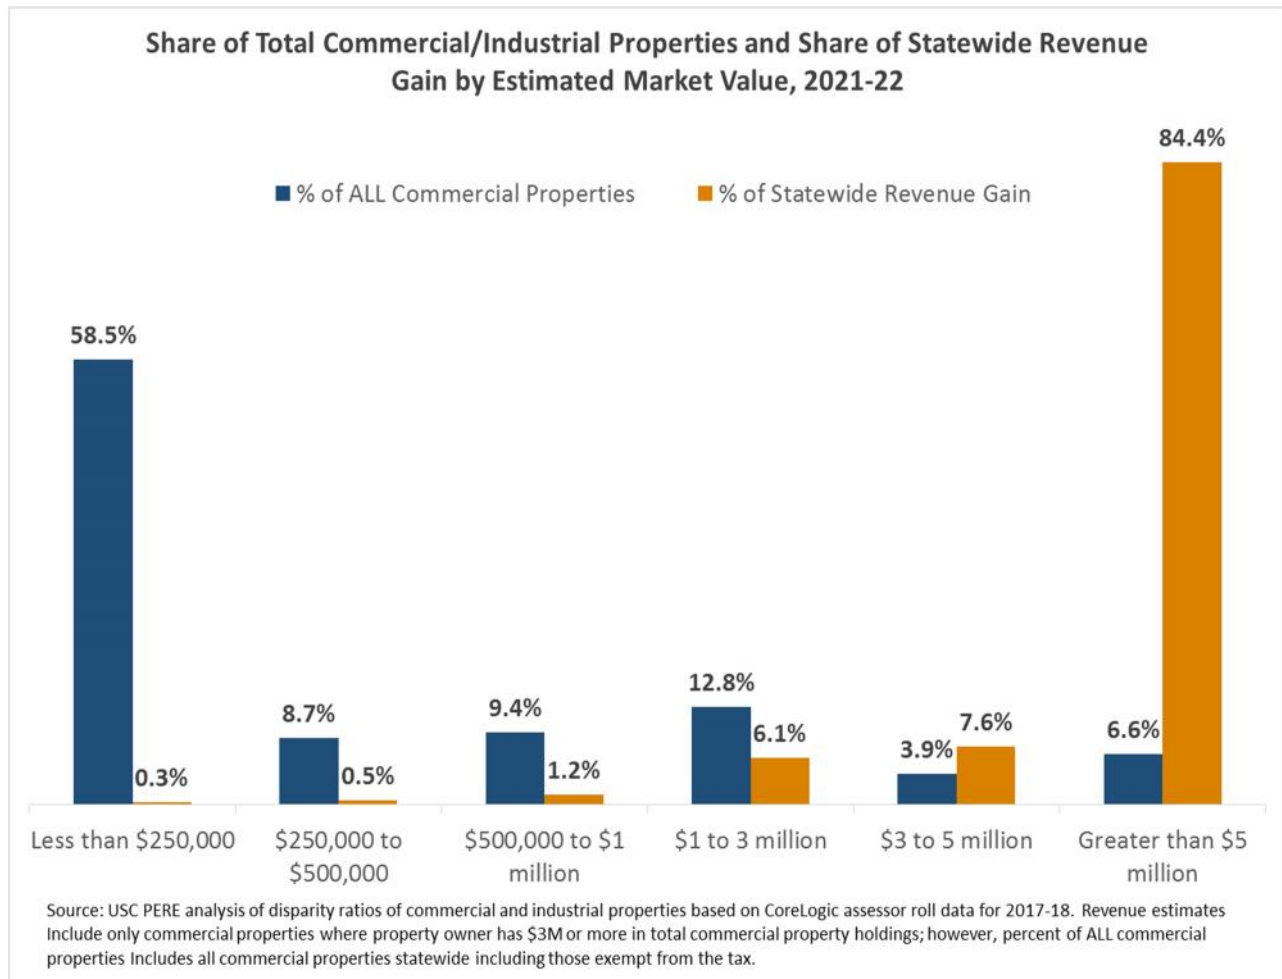 Share of Total Commercial/Industrial Properties and Share of Statewide Revenue
Gain by Estimated Market Value, 2021-22
84.4%
% of ALL Commercial Properties
% of Statewide Revenue Gain
58.5%
0.3%
8.7%
0.5%
9.4%
1.2%
12.8%
6.1%
3.9%
7.6%
6.6%
Less than $250,000
$250,000 to
$500,000
$500,000 to $1
million
$1 to 3 million
$3 to 5 million
Greater than $5
million
Source: USC PERE analysis of disparity ratios of commercial and industrial properties based on CoreLogic assessor roll data for 2017-18. Revenue estimates
Include only commercial properties where property owner has $3M or more in total commercial property holdings; however, percent of ALL commercial
properties Includes all commercial properties statewide including those exempt from the tax.